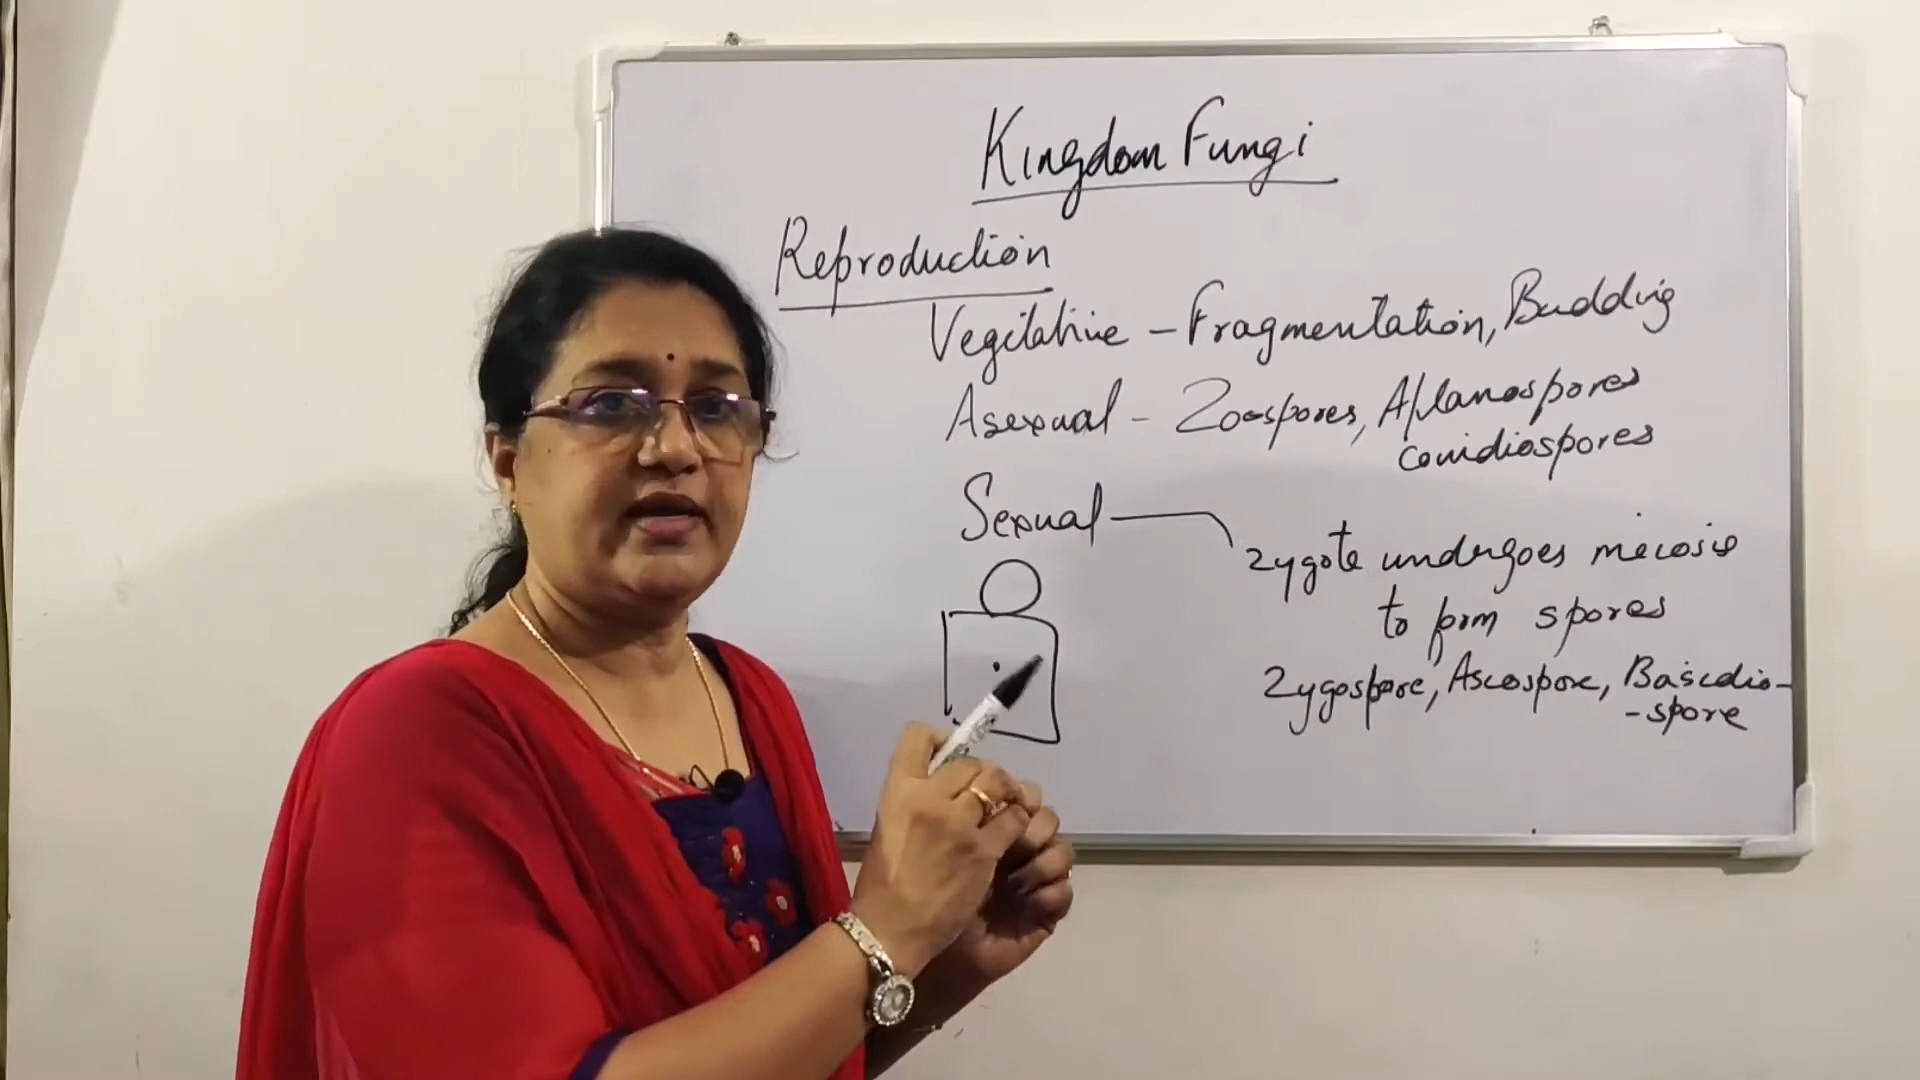 Kingdom Fungi
Reproduction
Vegitative - Fragmentation, Budding
Asexual - Zoospores, Aplanospores
conidiospores
Sexual
zygote undergoes meiosis
to form spores
Zygospore, Ascospore, Basidio-
-spore